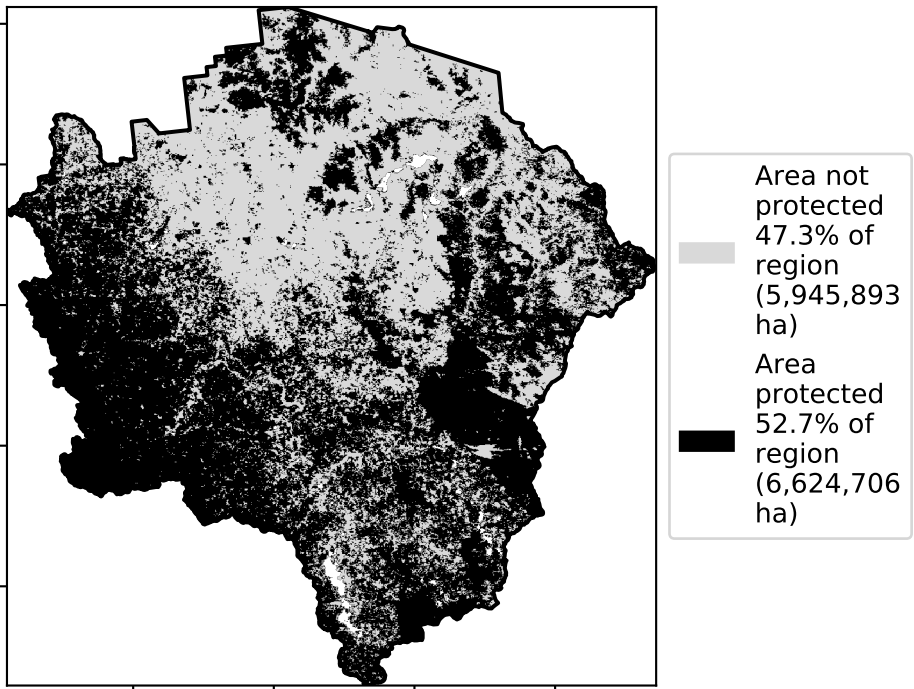 Area not
protected
47.3% of
region
(5,945,893
ha)
Area
protected
52.7% of
region
(6,624,706
ha)